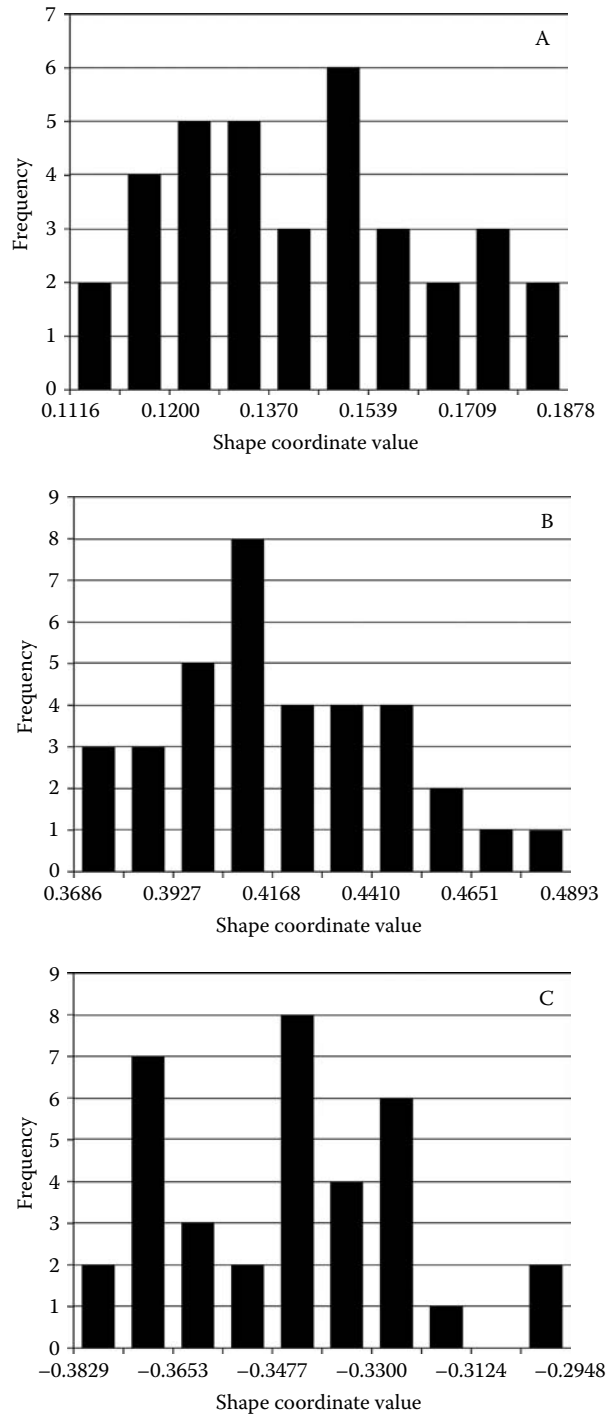 7
A
6
5
4
3
2
1
0
Frequency
0.1116 0.1200 0.1370 0.1539 0.1709 0.1878
Shape coordinate value
9
B
8
7
6
5
4
3
2
1
0
Frequency
0.3686 0.3927 0.4168 0.4410 0.4651 0.4893
Shape coordinate value
9
C
8
7
6
5
4
3
2
1
0
Frequency
−0.3829 −0.3653 −0.3477 −0.3300 −0.3124 −0.2948
Shape coordinate value